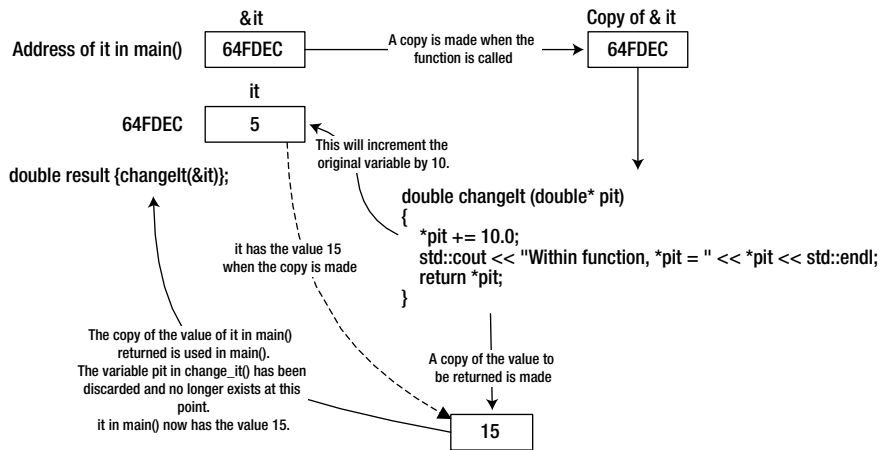 &it
Copy of & it
Address of it in main()
64FDEC
A copy is made when the
function is called
64FDEC
it
64FDEC
5
This will increment the
original variable by 10.
double result {changeIt(&it)};
double changeIt (double* pit)
{
*pit += 10.0;
std::cout << "Within function, *pit = " << *pit << std::endl;
return *pit;
}
it has the value 15
when the copy is made
The copy of the value of it in main()
returned is used in main().
The variable pit in change_it() has been
discarded and no longer exists at this
point.
it in main() now has the value 15.
A copy of the value to
be returned is made
15